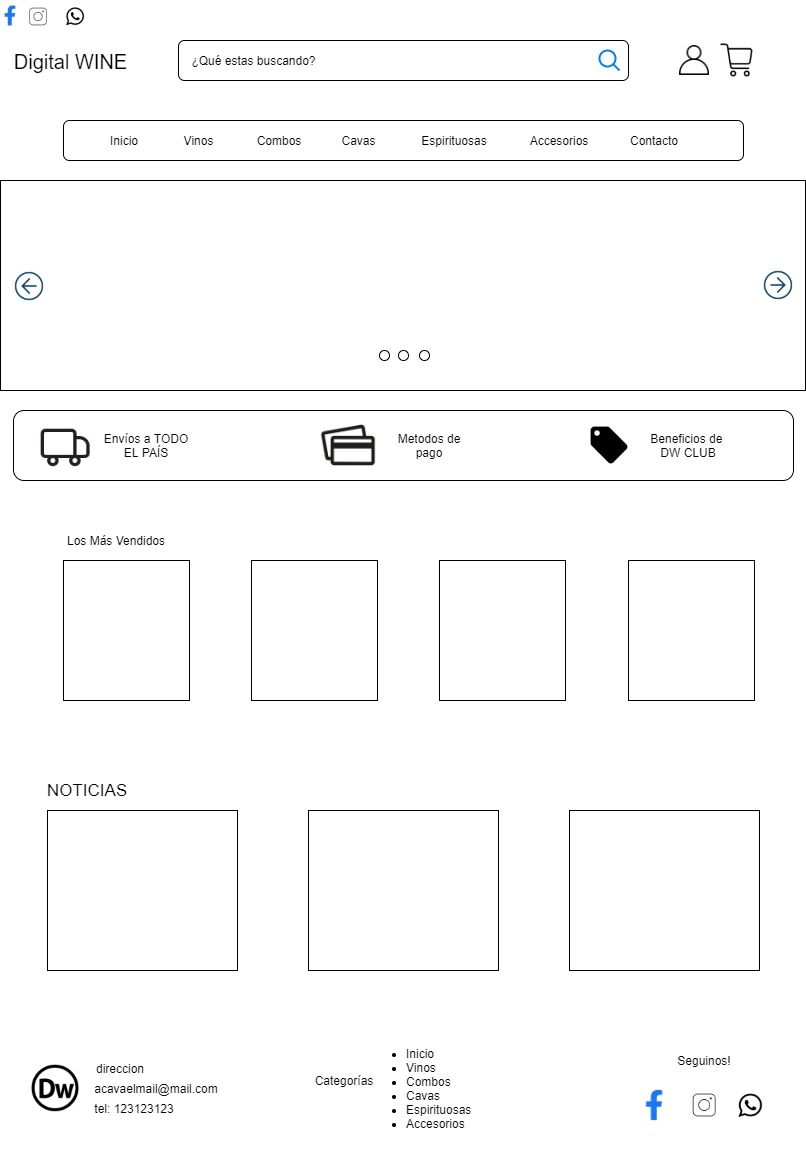 Digital WINE
¿Qué estas buscando?
Inicio Vinos Combos Cavas Espirituosas Accesorios Contacto
Envíos a TODO
EL PAÍS
Metodos de
pago
Beneficios de
DW CLUB
Los Más Vendidos
NOTICIAS
Dw
direccion
acavaelmail@mail.com
tel: 123123123
Categorías
Inicio
Vinos
Combos
Cavas
Espirituosas
Accesorios
Seguinos!